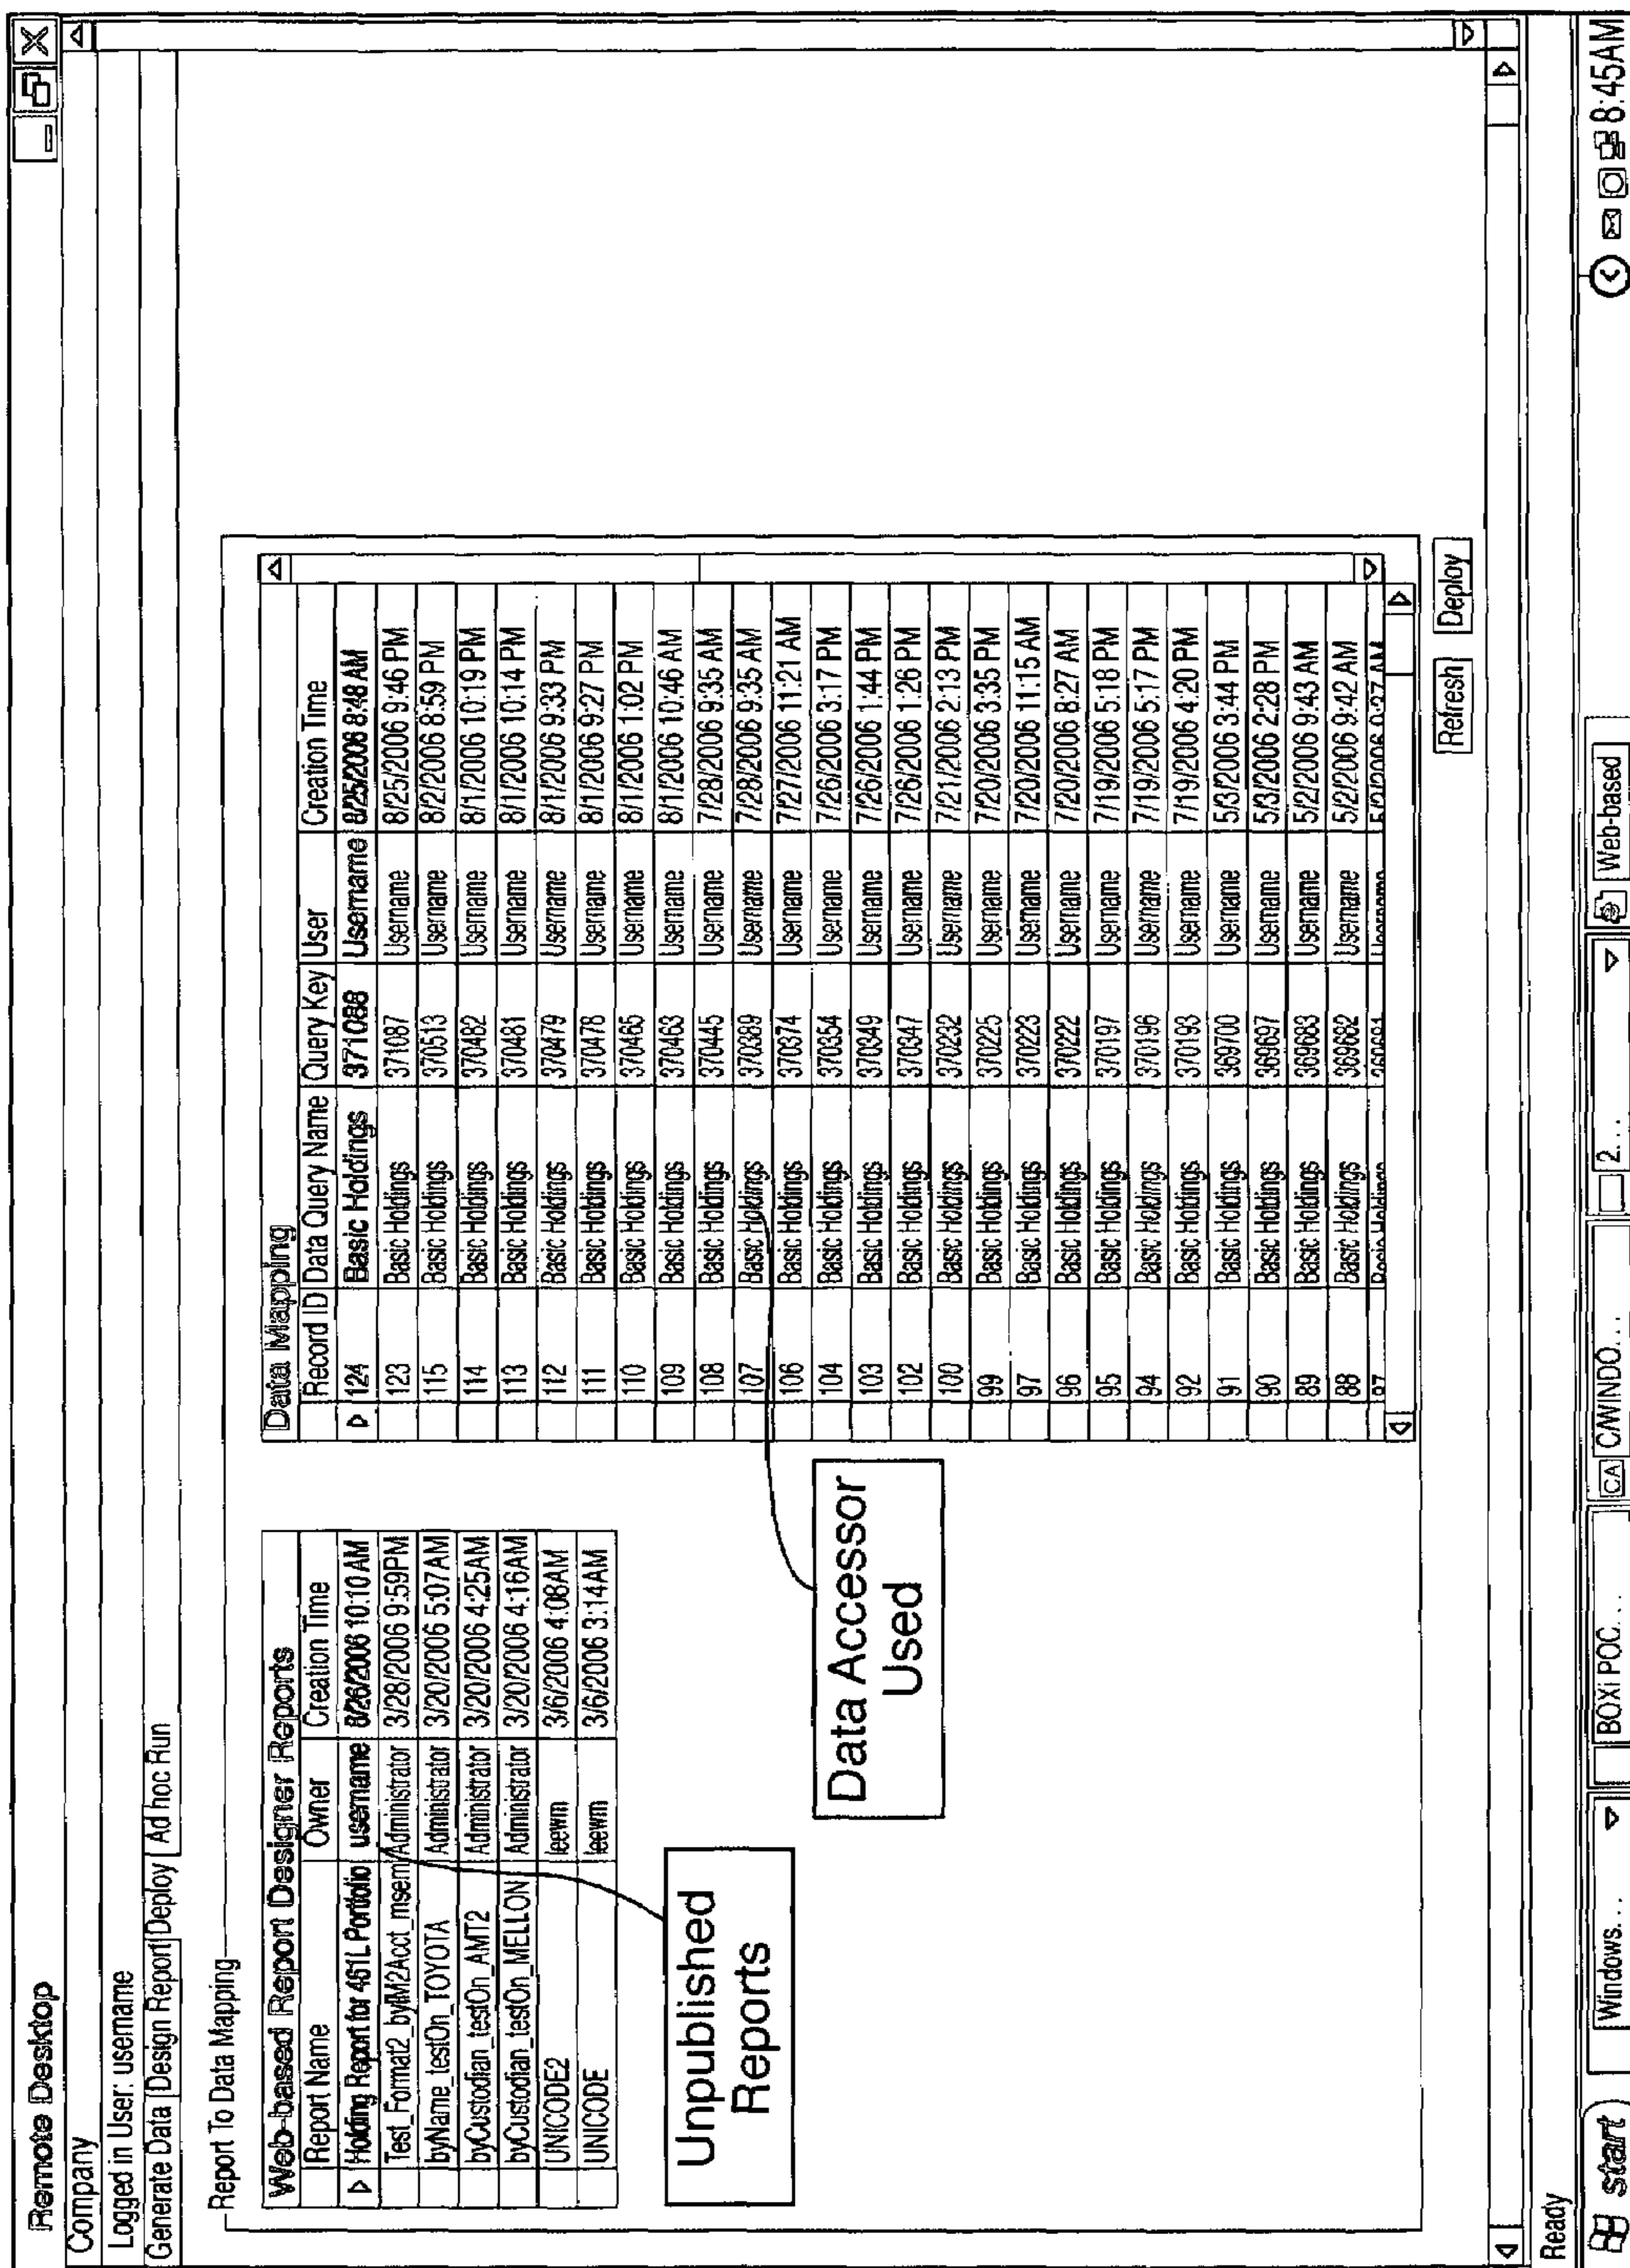 Remote Desktop
Company
Logged in User: username
Generate Data Design Report Deploy Ad hoc Run
Report To Data Mapping
Web-based Report Designer Reports
Report Name Owner Creation Time
Holding Report for 461L Portfolio username 8/26/2006 10:10 AM
Test_Format2_byIM2Acct_msem Administrator 3/28/2006 9:59PM
byName_testOn_TOYOTA Administrator 3/20/2006 5:07AM
byCustodian_testOn_AMT2 Administrator 3/20/2006 4:25AM
byCustodian_testOn_MELLON Administrator 3/20/2006 4:16AM
UNICODE2 leewm 3/6/2006 4:08AM
UNICODE leewm 3/6/2006 3:14AM
Unpublished
Reports
Data Accessor
Used
Data Mapping
Record ID Data Query Name Query Key User Creation Time
124 Basic Holdings 371088 Username 8/25/2006 8:48 AM
123 Basic Holdings 371087 Username 8/25/2006 9:46 PM
115 Basic Holdings 370513 Username 8/2/2006 8:59 PM
114 Basic Holdings 370482 Username 8/1/2006 10:19 PM
113 Basic Holdings 370481 Username 8/1/2006 10:14 PM
112 Basic Holdings 370479 Username 8/1/2006 9:33 PM
111 Basic Holdings 370478 Username 8/1/2006 9:27 PM
110 Basic Holdings 370465 Username 8/1/2006 1:02 PM
109 Basic Holdings 370463 Username 8/1/2006 10:46 AM
108 Basic Holdings 370445 Username 7/28/2006 9:35 AM
107 Basic Holdings 370389 Username 7/28/2006 9:35 AM
106 Basic Holdings 370374 Username 7/27/2006 11:21 AM
104 Basic Holdings 370354 Username 7/26/2006 3:17 PM
103 Basic Holdings 370349 Username 7/26/2006 1:44 PM
102 Basic Holdings 370347 Username 7/26/2006 1:26 PM
100 Basic Holdings 370232 Username 7/21/2006 2:13 PM
99 Basic Holdings 370225 Username 7/20/2006 3:35 PM
97 Basic Holdings 370223 Username 7/20/2006 11:15 AM
96 Basic Holdings 370222 Username 7/20/2006 8:27 AM
95 Basic Holdings 370197 Username 7/19/2006 5:18 PM
94 Basic Holdings 370196 Username 7/19/2006 5:17 PM
92 Basic Holdings 370193 Username 7/19/2006 4:20 PM
91 Basic Holdings 369700 Username 5/3/2006 3:44 PM
90 Basic Holdings 369697 Username 5/3/2006 2:28 PM
89 Basic Holdings 369683 Username 5/2/2006 9:43 AM
88 Basic Holdings 369682 Username 5/2/2006 9:42 AM
87 Basic Holdings 369681 Username 5/2/2006 9:37 AM
Refresh Deploy
Ready
start Windows... BOXi POC... CA C/WINDO... 2... Web-based 8:45AM